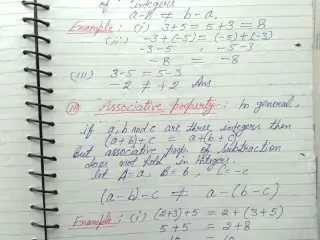 of integers
a-b ≠ b-a.
Example: (i) 3+5 = 5+3 = 8
(ii) -3+(-5) = (-5)+(-3)
-3-5 , -5-3
-8 = -8
(iii) 3-5 = 5-3
-2 ≠ +2 Ans
Associative property: In general,
if a, b and c are three integers then
(a+b)+c = a+(b+c)
But associative prop. of subtraction
does not hold in integers.
let A=a, B=b, C=c
(a-b)-c ≠ a-(b-c)
Example: (i) (2+3)+5 = 2+(3+5)
5+5 = 2+8
10 = 10